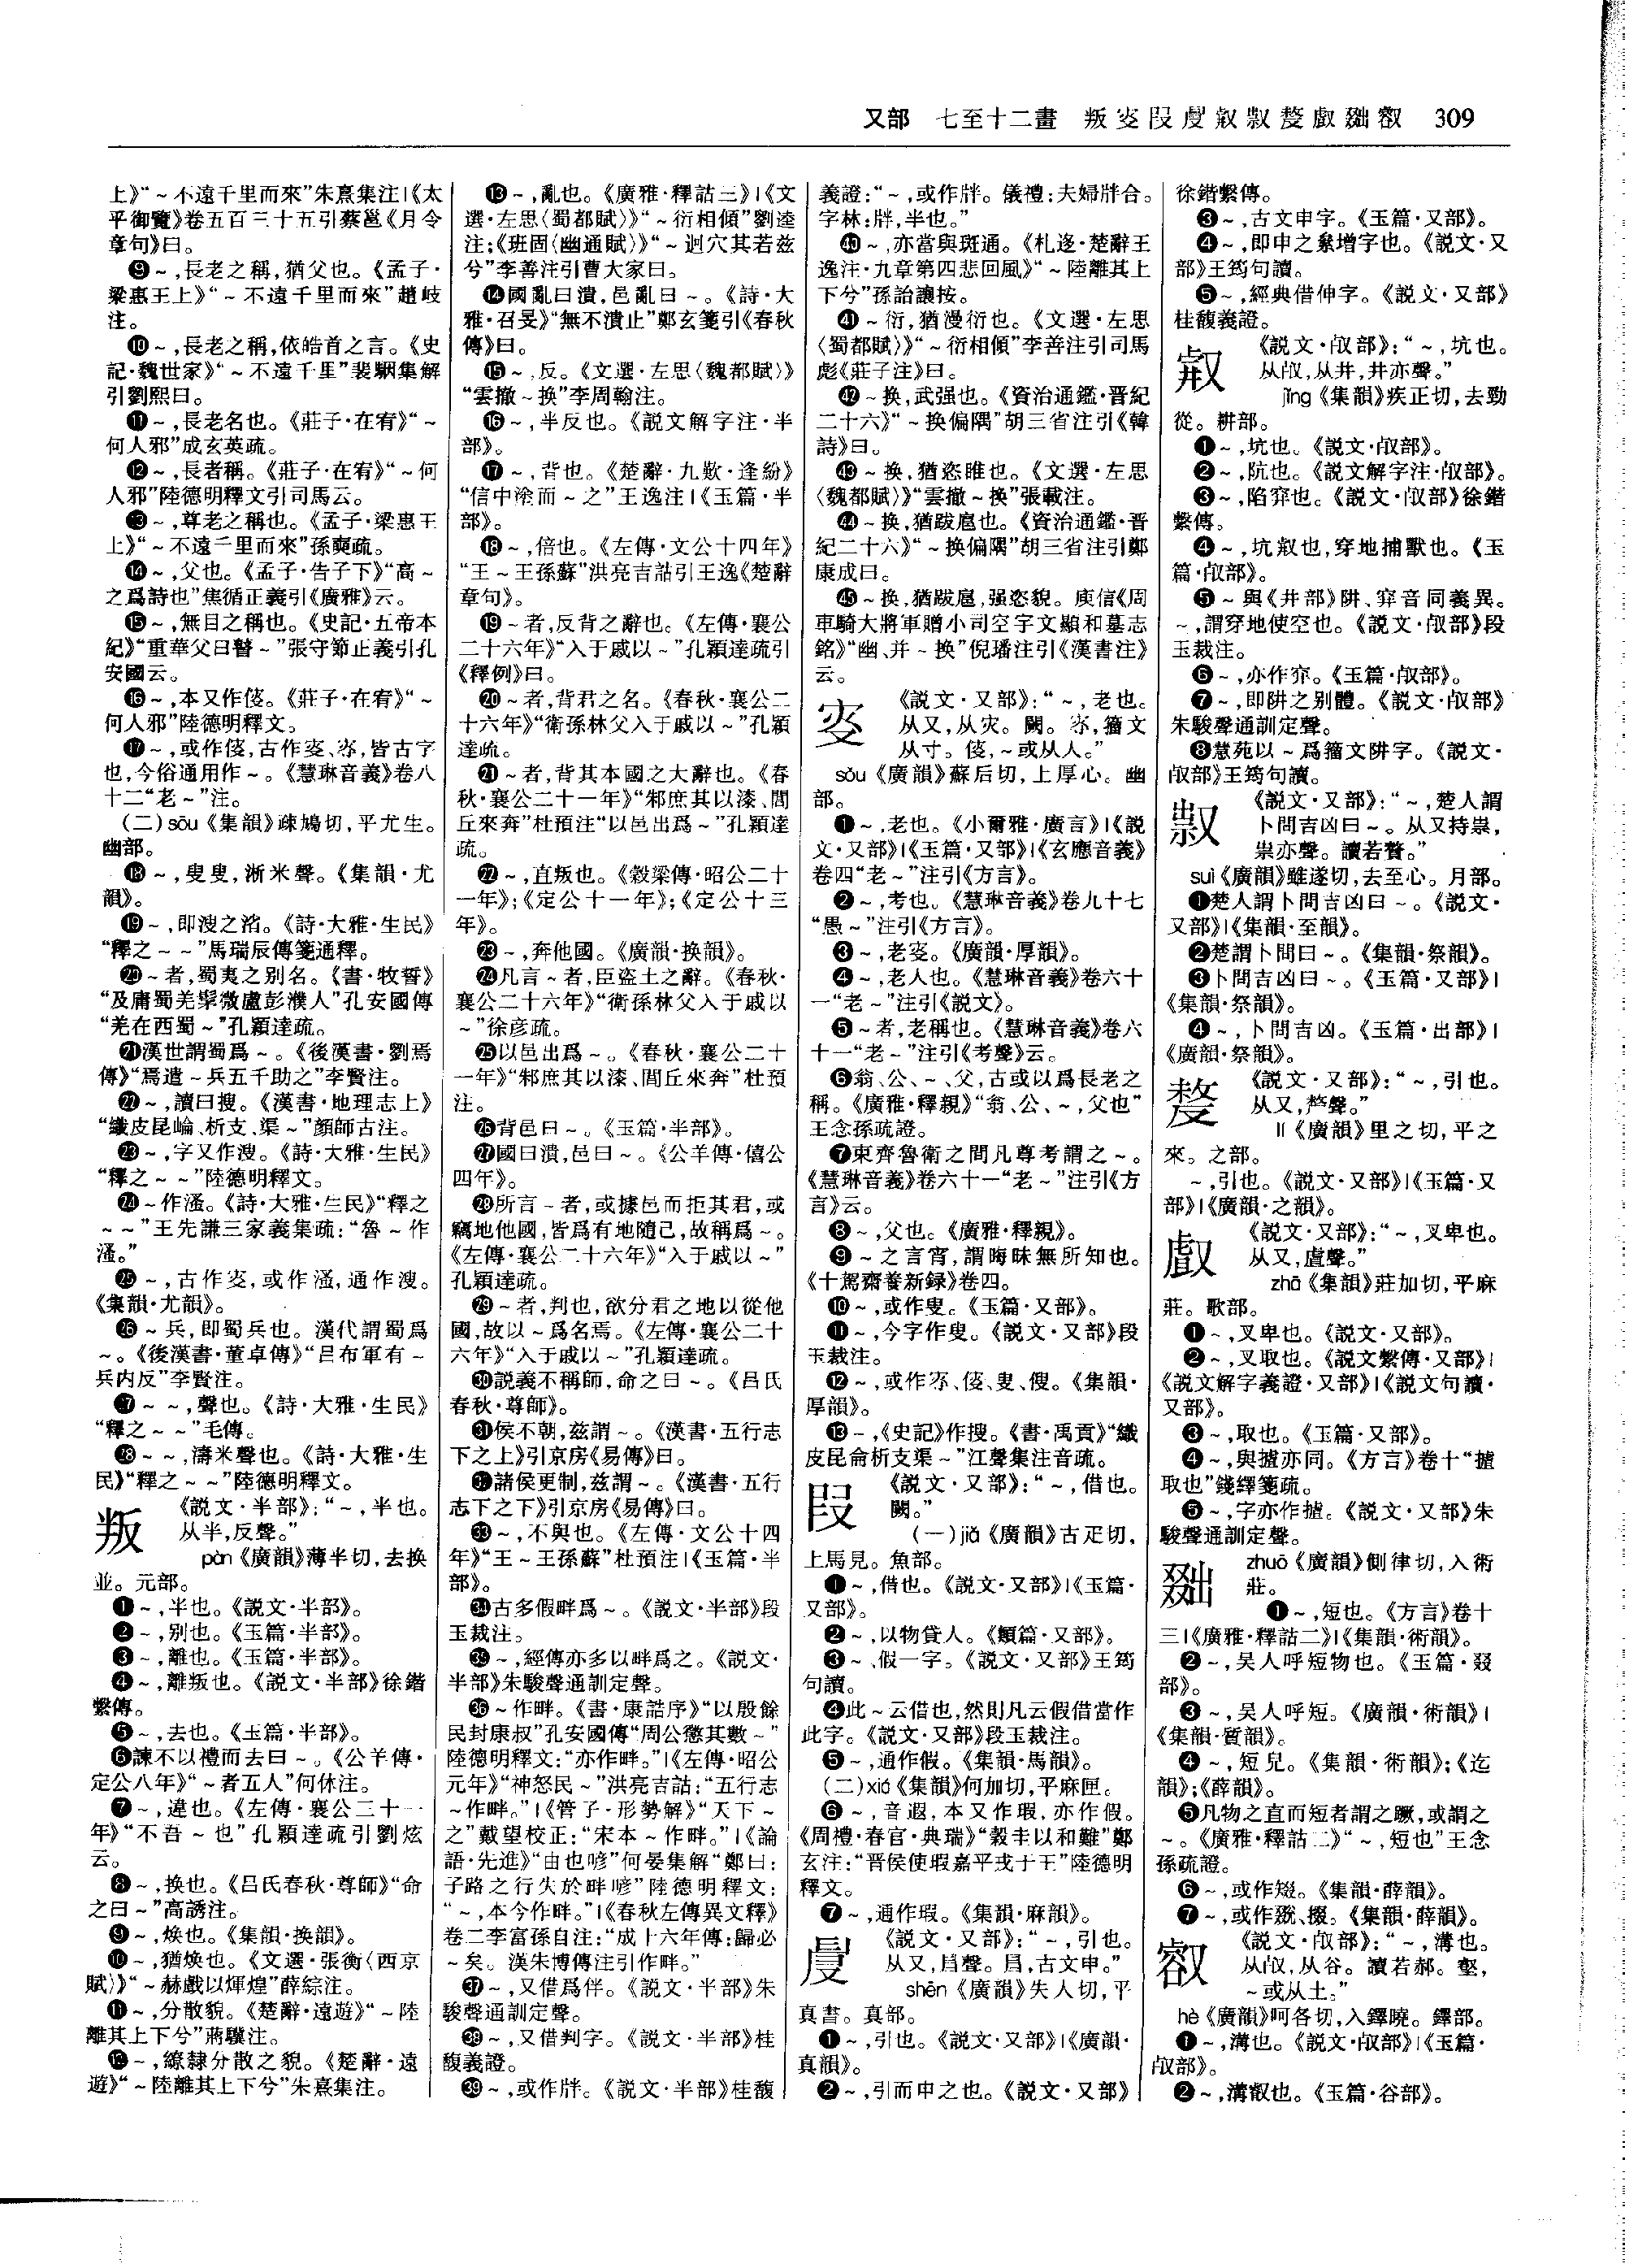 又部 七至十二畫 叛叜叚𠭙㕡𣀔𠭰𠭯㕢叡 309
上》“～不遠千里而來”朱熹集注|《太
平御覽》卷五百三十五引蔡邕《月令
章句》曰。
❾～,長老之稱,猶父也。《孟子·
梁惠王上》“～不遠千里而來”趙岐
注。
❿～,長老之稱,依皓首之言。《史
記·魏世家》“～不遠千里”裴駰集解
引劉熙曰。
⓫～,長老名也。《莊子·在宥》“～
何人邪”成玄英疏。
⓬～,長者稱。《莊子·在宥》“～何
人邪”陸德明釋文引司馬云。
⓭～,尊老之稱也。《孟子·梁惠王
上》“～不遠千里而來”孫奭疏。
⓮～,父也。《孟子·告子下》“高～
之爲詩也”焦循正義引《廣雅》云。
⓯～,無目之稱也。《史記·五帝本
紀》“重華父曰瞽～”張守節正義引孔
安國云。
⓰～,本又作傁。《莊子·在宥》“～
何人邪”陸德明釋文。
⓱～,或作傁,古作叜、𡬦,皆古字
也,今俗通用作～。《慧琳音義》卷八
十二“老～”注。
(二)sōu《集韻》疎鳩切,平尤生。
幽部。
⓲～,叟叟,淅米聲。《集韻·尤
韻》。
⓳～,即溲之渻。《詩·大雅·生民》
“釋之～～”馬瑞辰傳箋通釋。
⓴～者,蜀夷之别名。《書·牧誓》
“及庸蜀羌髳微盧彭濮人”孔安國傳
“羌在西蜀～”孔穎達疏。
㉑漢世謂蜀爲～。《後漢書·劉焉
傳》“焉遣～兵五千助之”李賢注。
㉒～,讀曰搜。《漢書·地理志上》
“織皮昆崘、析支、渠～”顔師古注。
㉓～,字又作溲。《詩·大雅·生民》
“釋之～～”陸德明釋文。
㉔～作溞。《詩·大雅·生民》“釋之
～～”王先謙三家義集疏:“魯～作
溞。”
㉕～,古作叜,或作溞,通作溲。
《集韻·尤韻》。
㉖～兵,即蜀兵也。漢代謂蜀爲
～。《後漢書·董卓傳》“吕布軍有～
兵内反”李賢注。
㉗～～,聲也。《詩·大雅·生民》
“釋之～～”毛傳。
㉘～～,濤米聲也。《詩·大雅·生
民》“釋之～～”陸德明釋文。
叛 《説文·半部》:“～,半也。
从半,反聲。”
pàn《廣韻》薄半切,去换
並。元部。
❶～,半也。《説文·半部》。
❷～,别也。《玉篇·半部》。
❸～,離也。《玉篇·半部》。
❹～,離叛也。《説文·半部》徐鍇
繫傳。
❺～,去也。《玉篇·半部》。
❻諫不以禮而去曰～。《公羊傳·
定公八年》“～者五人”何休注。
❼～,違也。《左傳·襄公三十一
年》“不吾～也”孔穎達疏引劉炫
云。
❽～,换也。《吕氏春秋·尊師》“命
之曰～”高誘注。
❾～,焕也。《集韻·换韻》。
❿～,猶焕也。《文選·張衡〈西京
賦〉》“～赫戲以煇煌”薛綜注。
⓫～,分散貌。《楚辭·遠遊》“～陸
離其上下兮”蔣驥注。
⓬～,繚隸分散之貌。《楚辭·遠
遊》“～陸離其上下兮”朱熹集注。
⓭～,亂也。《廣雅·釋詁三》|《文
選·左思〈蜀都賦〉》“～衍相傾”劉逵
注:《班固〈幽通賦〉》“～迴穴其若兹
兮”李善注引曹大家曰。
⓮國亂曰潰,邑亂曰～。《詩·大
雅·召旻》“無不潰止”鄭玄箋引《春秋
傳》曰。
⓯～,反。《文選·左思〈魏都賦〉》
“雲撤～换”李周翰注。
⓰～,半反也。《説文解字注·半
部》。
⓱～,背也。《楚辭·九歎·逢紛》
“信中塗而～之”王逸注|《玉篇·半
部》。
⓲～,倍也。《左傳·文公十四年》
“王～王孫蘇”洪亮吉詁引王逸《楚辭
章句》。
⓳～者,反背之辭也。《左傳·襄公
二十六年》“入于戚以～”孔穎達疏引
《釋例》曰。
⓴～者,背君之名。《春秋·襄公二
十六年》“衛孫林父入于戚以～”孔穎
達疏。
㉑～者,背其本國之大辭也。《春
秋·襄公二十一年》“邾庶其以漆、閭
丘來奔”杜預注“以邑出爲～”孔穎達
疏。
㉒～,直叛也。《穀梁傳·昭公二十
一年》;《定公十一年》;《定公十三
年》。
㉓～,奔他國。《廣韻·换韻》。
㉔凡言～者,臣盗土之辭。《春秋·
襄公二十六年》“衛孫林父入于戚以
～”徐彦疏。
㉕以邑出爲～。《春秋·襄公二十
一年》“邾庶其以漆、閭丘來奔”杜預
注。
㉖背邑曰～。《玉篇·半部》。
㉗國曰潰,邑曰～。《公羊傳·僖公
四年》。
㉘所言～者,或據邑而拒其君,或
竊地他國,皆爲有地隨己,故稱爲～。
《左傳·襄公二十六年》“入于戚以～”
孔穎達疏。
㉙～者,判也,欲分君之地以從他
國,故以～爲名焉。《左傳·襄公二十
六年》“入于戚以～”孔穎達疏。
㉚説義不稱師,命之曰～。《吕氏
春秋·尊師》。
㉛侯不朝,兹謂～。《漢書·五行志
下之上》引京房《易傳》曰。
㉜諸侯更制,兹謂～。《漢書·五行
志下之下》引京房《易傳》曰。
㉝～,不與也。《左傳·文公十四
年》“王～王孫蘇”杜預注|《玉篇·半
部》。
㉞古多假畔爲～。《説文·半部》段
玉裁注。
㉟～,經傳亦多以畔爲之。《説文·
半部》朱駿聲通訓定聲。
㊱～作畔。《書·康誥序》“以殷餘
民封康叔”孔安國傳“周公懲其數～”
陸德明釋文:“亦作畔。”|《左傳·昭公
元年》“神怒民～”洪亮吉詁:“五行志
～作畔。”|《管子·形勢解》“天下～
之”戴望校正:“宋本～作畔。”|《論
語·先進》“由也喭”何晏集解“鄭曰:
子路之行失於畔喭”陸德明釋文:
“～,本今作畔。”|《春秋左傳異文釋》
卷二李富孫自注:“成十六年傳:歸必
～矣。漢朱博傳注引作畔。”
㊲～,又借爲伴。《説文·半部》朱
駿聲通訓定聲。
㊳～,又借判字。《説文·半部》桂
馥義證。
㊴～,或作牉。《説文·半部》桂馥
義證:“～,或作牉。儀禮:夫婦牉合。
字林:牉,半也。”
㊵～,亦當與斑通。《札迻·楚辭王
逸注·九章第四悲回風》“～陸離其上
下兮”孫詒讓按。
㊶～衍,猶漫衍也。《文選·左思
〈蜀都賦〉》“～衍相傾”李善注引司馬
彪《莊子注》曰。
㊷～换,武强也。《資治通鑑·晋紀
二十六》“～换偏隅”胡三省注引《韓
詩》曰。
㊸～换,猶恣睢也。《文選·左思
〈魏都賦〉》“雲撤～换”張載注。
㊹～换,猶跋扈也。《資治通鑑·晋
紀二十六》“～换偏隅”胡三省注引鄭
康成曰。
㊺～换,猶跋扈,强恣貌。庾信《周
車騎大將軍贈小司空宇文顯和墓志
銘》“幽、并～换”倪璠注引《漢書注》
云。
叜 《説文·又部》:“～,老也。
从又,从灾。闕。𡬦,籀文
从寸。傁,～或从人。”
sǒu《廣韻》蘇后切,上厚心。幽
部。
❶～,老也。《小爾雅·廣言》|《説
文·又部》|《玉篇·又部》|《玄應音義》
卷四“老～”注引《方言》。
❷～,考也。《慧琳音義》卷九十七
“愚～”注引《方言》。
❸～,老叜。《廣韻·厚韻》。
❹～,老人也。《慧琳音義》卷六十
一“老～”注引《説文》。
❺～者,老稱也。《慧琳音義》卷六
十一“老～”注引《考聲》云。
❻翁、公、～、父,古或以爲長老之
稱。《廣雅·釋親》“翁、公、～,父也”
王念孫疏證。
❼東齊魯衛之間凡尊考謂之～。
《慧琳音義》卷六十一“老～”注引《方
言》云。
❽～,父也。《廣雅·釋親》。
❾～之言宵,謂晦昧無所知也。
《十駕齋養新録》卷四。
❿～,或作叟。《玉篇·又部》。
⓫～,今字作叟。《説文·又部》段
玉裁注。
⓬～,或作𡬦、傁、叟、傻。《集韻·
厚韻》。
⓭～,《史記》作搜。《書·禹貢》“織
皮昆侖析支渠～”江聲集注音疏。
叚 《説文·又部》:“～,借也。
闕。”
(一)jiǎ《廣韻》古疋切,
上馬見。魚部。
❶～,借也。《説文·又部》|《玉篇·
又部》。
❷～,以物貸人。《類篇·又部》。
❸～、假一字。《説文·又部》王筠
句讀。
❹此～云借也,然則凡云假借當作
此字。《説文·又部》段玉裁注。
❺～,通作假。《集韻·馬韻》。
(二)xiá《集韻》何加切,平麻匣。
❻～,音遐,本又作瑕,亦作假。
《周禮·春官·典瑞》“穀圭以和難”鄭
玄注:“晋侯使瑕嘉平戎于王”陸德明
釋文。
❼～,通作瑕。《集韻·麻韻》。
𠭙 《説文·又部》:“～,引也。
从又,㫑聲。㫑,古文申。”
shēn《廣韻》失人切,平
真書。真部。
❶～,引也。《説文·又部》|《廣韻·
真韻》。
❷～,引而申之也。《説文·又部》
徐鍇繫傳。
❸～,古文申字。《玉篇·又部》。
❹～,即申之絫增字也。《説文·又
部》王筠句讀。
❺～,經典借伸字。《説文·又部》
桂馥義證。
㕡 《説文·𣦻部》:“～,坑也。
从𣦻,从井,井亦聲。”
jǐng《集韻》疾正切,去勁
從。耕部。
❶～,坑也。《説文·𣦻部》。
❷～,阬也。《説文解字注·𣦻部》。
❸～,陷穽也。《説文·𣦻部》徐鍇
繫傳。
❹～,坑㕡也,穿地捕獸也。《玉
篇·𣦻部》。
❺～與《井部》阱、穽音同義異。
～,謂穿地使空也。《説文·𣦻部》段
玉裁注。
❻～,亦作穽。《玉篇·𣦻部》。
❼～,即阱之别體。《説文·𣦻部》
朱駿聲通訓定聲。
❽慧苑以～爲籀文阱字。《説文·
𣦻部》王筠句讀。
𣀔 《説文·又部》:“～,楚人謂
卜問吉凶曰～。从又持祟,
祟亦聲。讀若贅。”
suì《廣韻》雖遂切,去至心。月部。
❶楚人謂卜問吉凶曰～。《説文·
又部》|《集韻·至韻》。
❷楚謂卜問曰～。《集韻·祭韻》。
❸卜問吉凶曰～。《玉篇·又部》|
《集韻·祭韻》。
❹～,卜問吉凶。《玉篇·出部》|
《廣韻·祭韻》。
𠭰 《説文·又部》:“～,引也。
从又,𠩺聲。”
lí《廣韻》里之切,平之
來。之部。
～,引也。《説文·又部》|《玉篇·又
部》|《廣韻·之韻》。
𠭯 《説文·又部》:“～,叉卑也。
从又,虘聲。”
zhā《集韻》莊加切,平麻
莊。歌部。
❶～,叉卑也。《説文·又部》。
❷～,叉取也。《説文繫傳·又部》|
《説文解字義證·又部》|《説文句讀·
又部》。
❸～,取也。《玉篇·又部》。
❹～,與摣亦同。《方言》卷十“摣
取也”錢繹箋疏。
❺～,字亦作摣。《説文·又部》朱
駿聲通訓定聲。
zhuō《廣韻》側律切,入術
莊。
❶～,短也。《方言》卷十
三|《廣雅·釋詁二》|《集韻·術韻》。
❷～,吴人呼短物也。《玉篇·叕
部》。
❸～,吴人呼短。《廣韻·術韻》|
《集韻·質韻》。
❹～,短皃。《集韻·術韻》;《迄
韻》;《薛韻》。
❺凡物之直而短者謂之蹶,或謂之
～。《廣雅·釋詁二》“～,短也”王念
孫疏證。
❻～,或作㛼。《集韻·薛韻》。
❼～,或作㱋、掇。《集韻·薛韻》。
㕡 《説文·𣦻部》:“～,溝也。
从𣦻,从谷。讀若郝。壑,
～或从土。”
hè《廣韻》呵各切,入鐸曉。鐸部。
❶～,溝也。《説文·𣦻部》|《玉篇·
𣦻部》。
❷～,溝㕡也。《玉篇·谷部》。